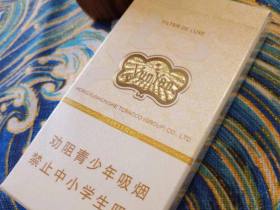 FILTER DE LUXE
YunYan
HONGYUNHONGHE TOBACCO (GROUP) CO., LTD.
劝阻青少年吸烟
禁止中小学生吸